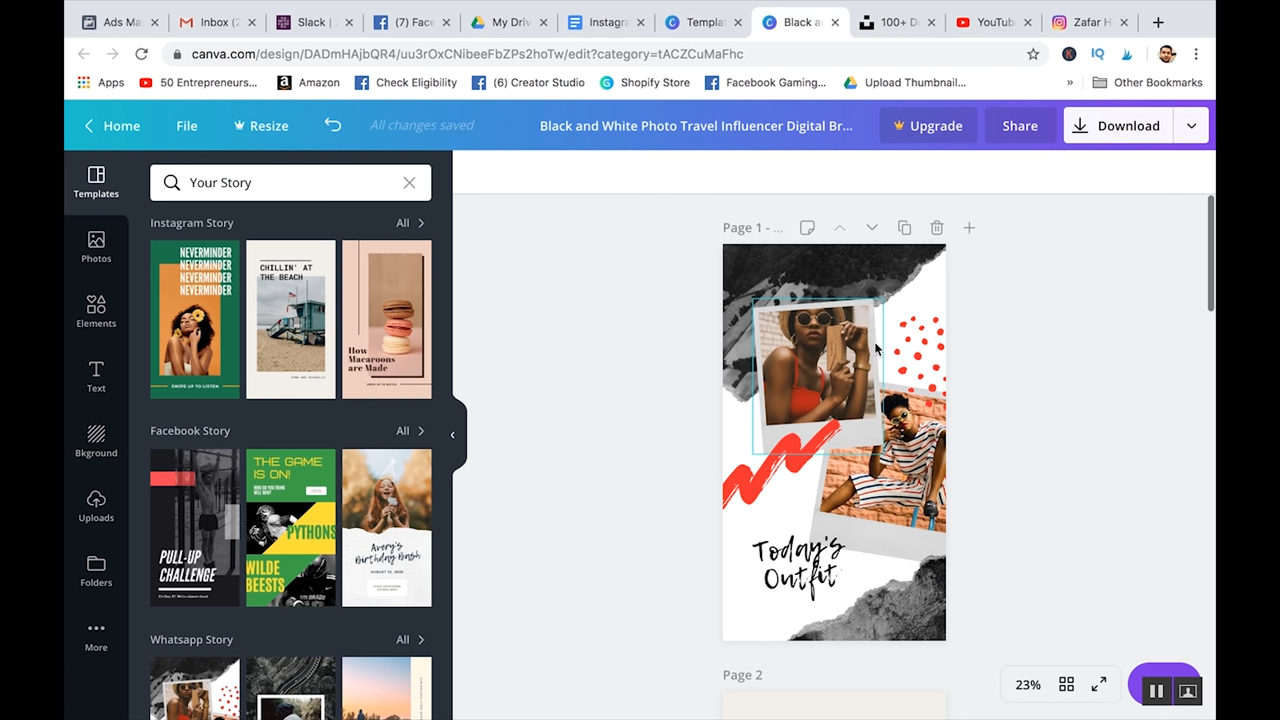 Ads Ma
Inbox (2
Slack |
(7) Face
My Driv
Instagra
Templat
Black a
100+ D
YouTub
Zafar H
canva.com/design/DADmHAjbQR4/uu3rOxCNibeeFbZPs2hoTw/edit?category=tACZCuMaFhc
Apps
50 Entrepreneurs...
Amazon
Check Eligibility
(6) Creator Studio
Shopify Store
Facebook Gaming...
Upload Thumbnail...
»
Other Bookmarks
Home
File
Resize
All changes saved
Black and White Photo Travel Influencer Digital Br...
Upgrade
Share
Download
Templates
Photos
Elements
Text
Bkground
Uploads
Folders
More
Your Story
Instagram Story
All
NEVERMINDER
NEVERMINDER
NEVERMINDER
NEVERMINDER
SWIPE UP TO LISTEN
CHILLIN' AT
THE BEACH
How
Macaroons
are Made
Facebook Story
All
PULL-UP
CHALLENGE
THE GAME
IS ON!
PYTHONS
WILDE
BEESTS
Avery's
Birthday Bash
Whatsapp Story
All
Page 1 - ...
Today's
Outfit
Page 2
23%